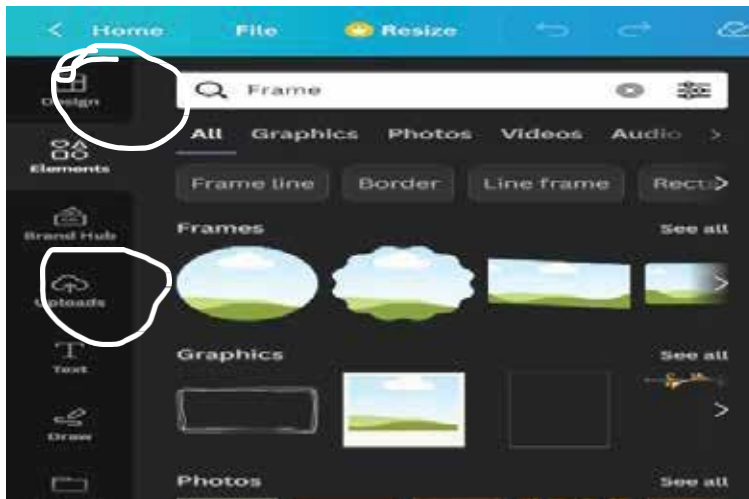 Home File Resize
Design
Frame
All Graphics Photos Videos Audio
Elements
Frame line Border Line frame
Brand Hub
Frames See all
Uploads
Text
Graphics See all
Draw
Photos See all